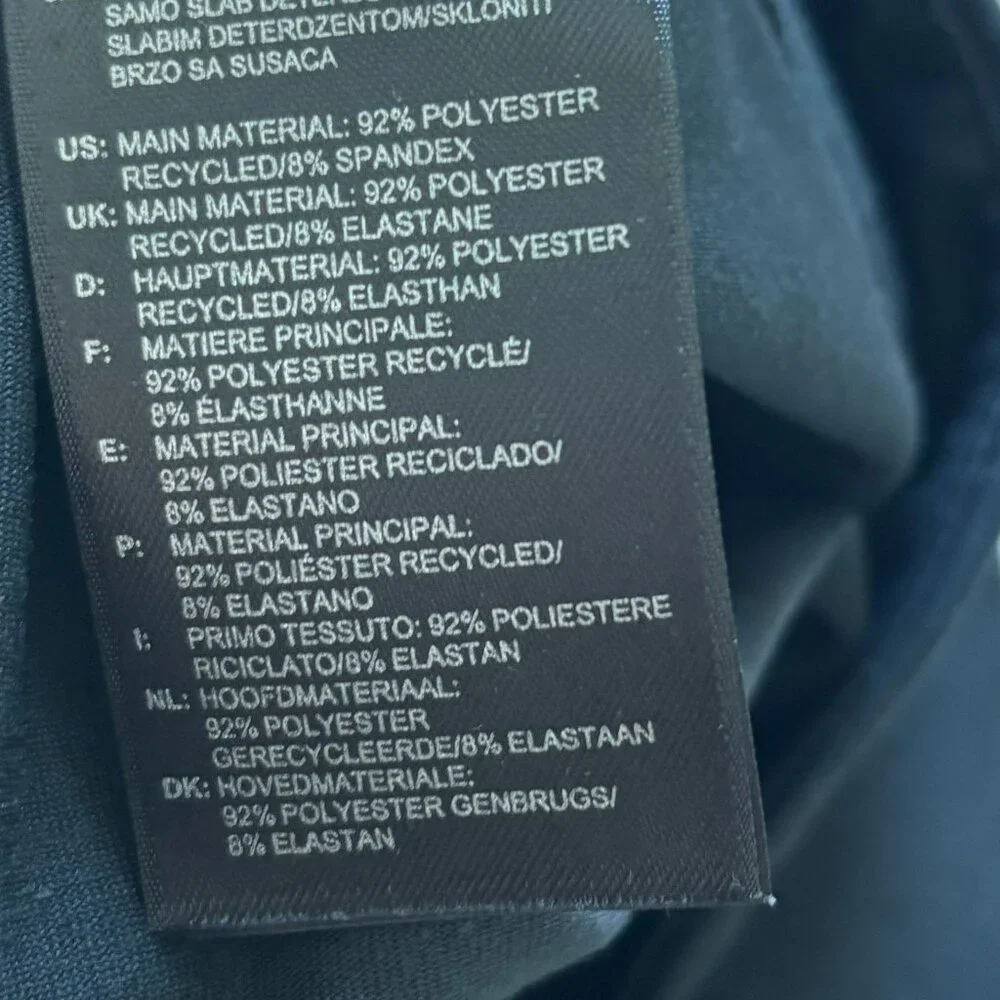 SAMO SLAB
SLABIM DETERDZENTOM/SKLONITI
BRZO SA SUSACA
US: MAIN MATERIAL: 92% POLYESTER
RECYCLED/8% SPANDEX
UK: MAIN MATERIAL: 92% POLYESTER
RECYCLED/8% ELASTANE
D: HAUPTMATERIAL: 92% POLYESTER
RECYCLED/8% ELASTHAN
F: MATIERE PRINCIPALE:
92% POLYESTER RECYCLÉ/
8% ÉLASTHANNE
E: MATERIAL PRINCIPAL:
92% POLIESTER RECICLADO/
8% ELASTANO
P: MATERIAL PRINCIPAL:
92% POLIÉSTER RECYCLED/
8% ELASTANO
I: PRIMO TESSUTO: 92% POLIESTERE
RICICLATO/8% ELASTAN
NL: HOOFDMATERIAAL:
92% POLYESTER
GERECYCLEERDE/8% ELASTAAN
DK: HOVEDMATERIALE:
92% POLYESTER GENBRUGS/
8% ELASTAN